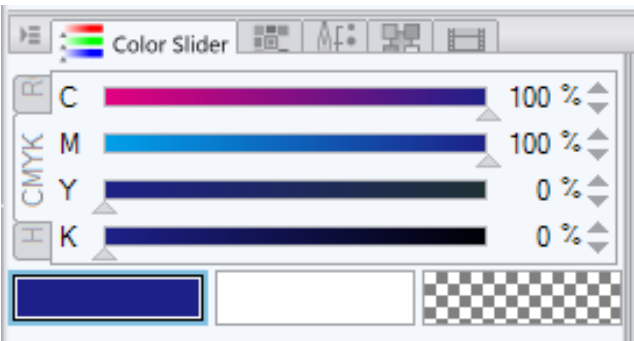 Color Slider
R
C 100 %
CMYK
M 100 %
Y 0 %
H
K 0 %